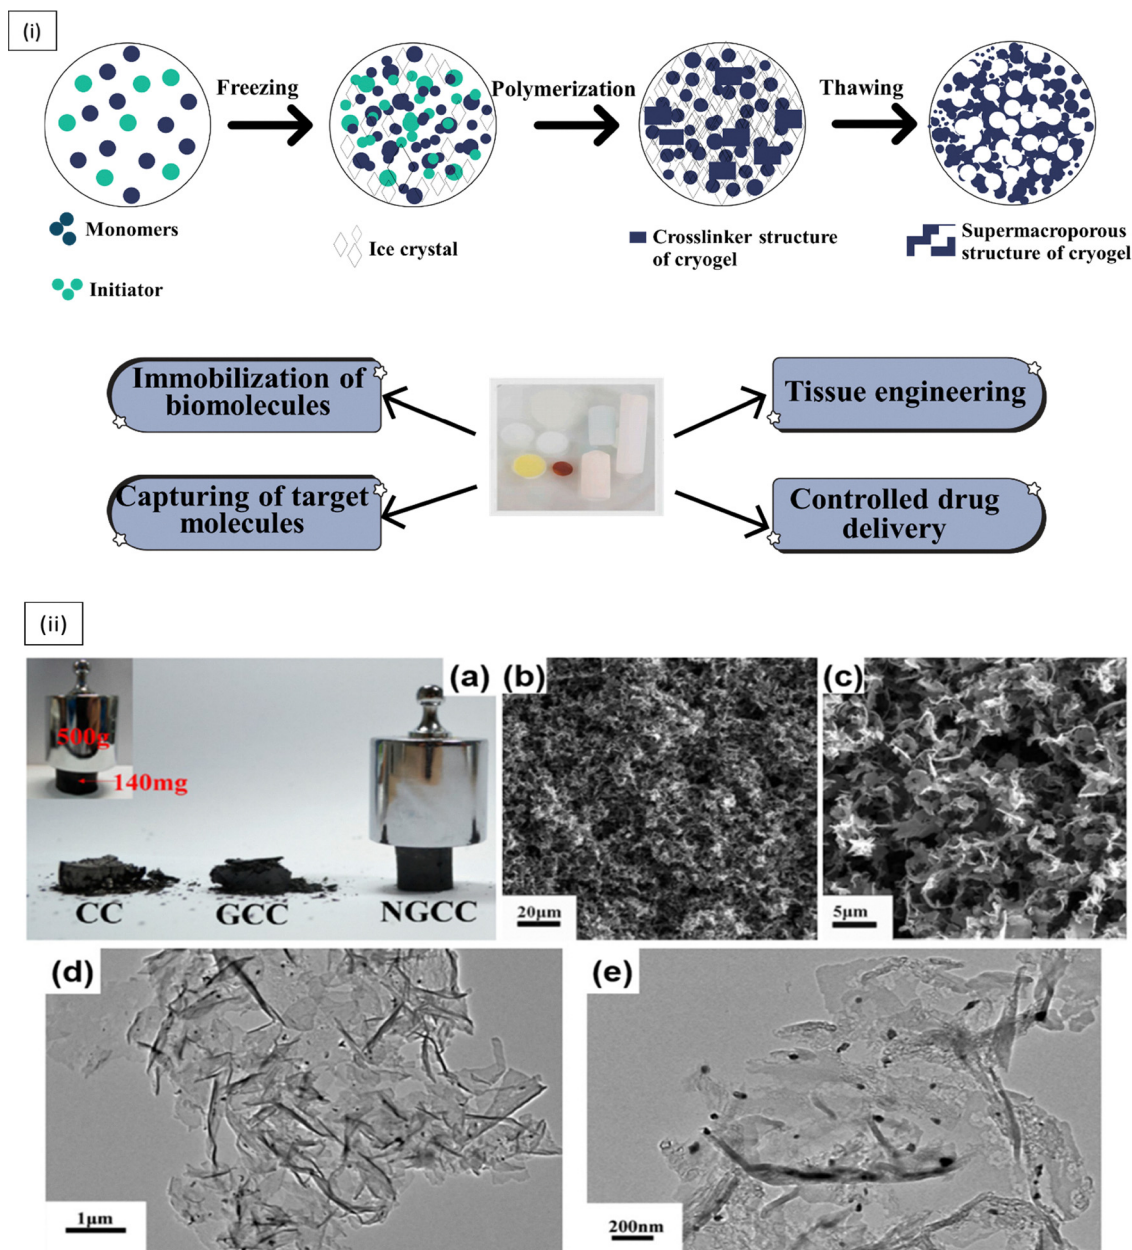 (i)
Freezing
Polymerization
Thawing
Monomers
Initiator
Ice crystal
Crosslinker structure
of cryogel
Supermacroporous
structure of cryogel
Immobilization of
biomolecules
Tissue engineering
Capturing of target
molecules
Controlled drug
delivery
(ii)
(a)
500g
140mg
CC
GCC
NGCC
(b)
20μm
(c)
5μm
(d)
1μm
(e)
200nm